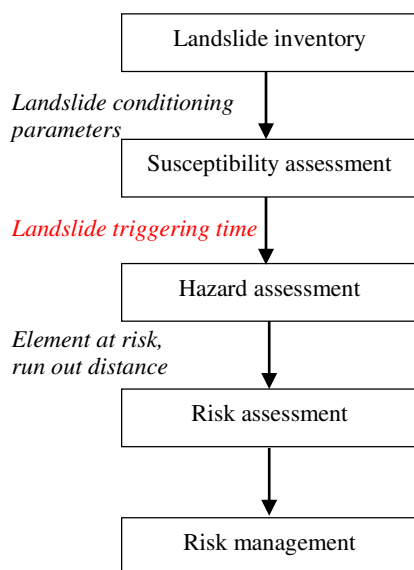 Landslide inventory
Landslide conditioning
parameters
Susceptibility assessment
Landslide triggering time
Hazard assessment
Element at risk,
run out distance
Risk assessment
Risk management